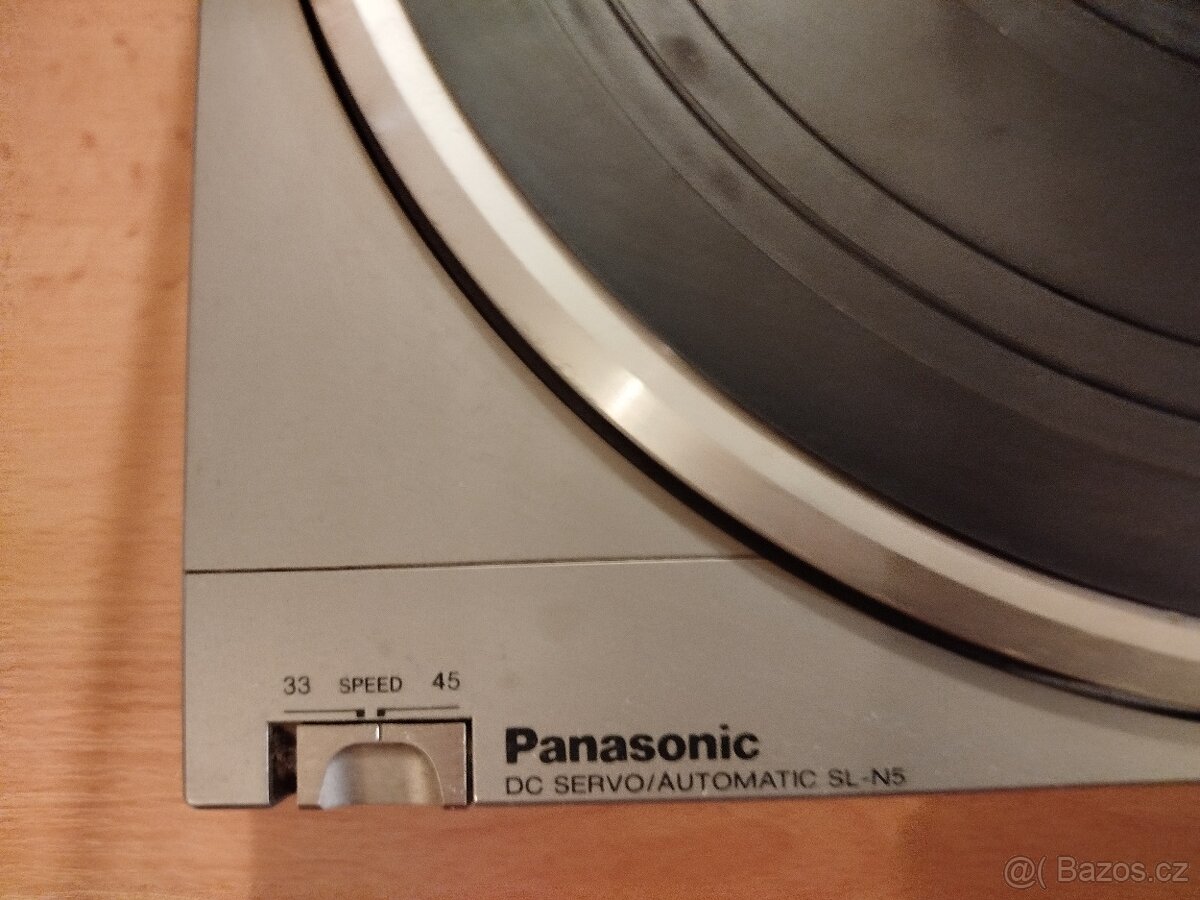 33 SPEED 45
Panasonic
DC SERVO/AUTOMATIC SL-N5
@( Bazos.cz